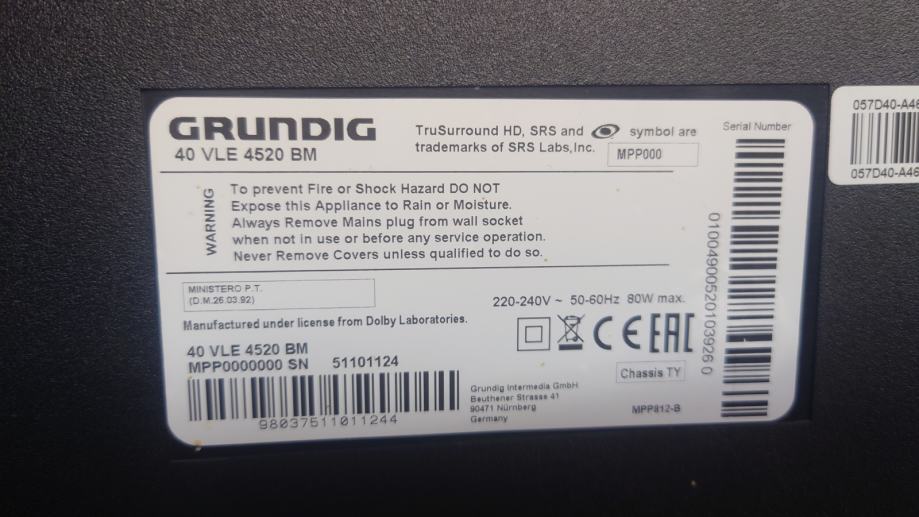 GRUNDIG
40 VLE 4520 BM
TruSurround HD, SRS and symbol are
trademarks of SRS Labs,Inc.
MPP000
Serial Number
WARNING
To prevent Fire or Shock Hazard DO NOT
Expose this Appliance to Rain or Moisture.
Always Remove Mains plug from wall socket
when not in use or before any service operation.
Never Remove Covers unless qualified to do so.
MINISTERO P.T.
(D.M.26.03.92)
220-240V ~ 50-60Hz 80W max.
Manufactured under license from Dolby Laboratories.
CE EAC
40 VLE 4520 BM
MPP0000000 SN 51101124
98037511011244
Grundig Intermedia GmbH
Beuthener Strasse 41
90471 Nürnberg
Germany
Chassis TY
MPP812-B
01004900520103926 0
057D40-A46
057D40-A46